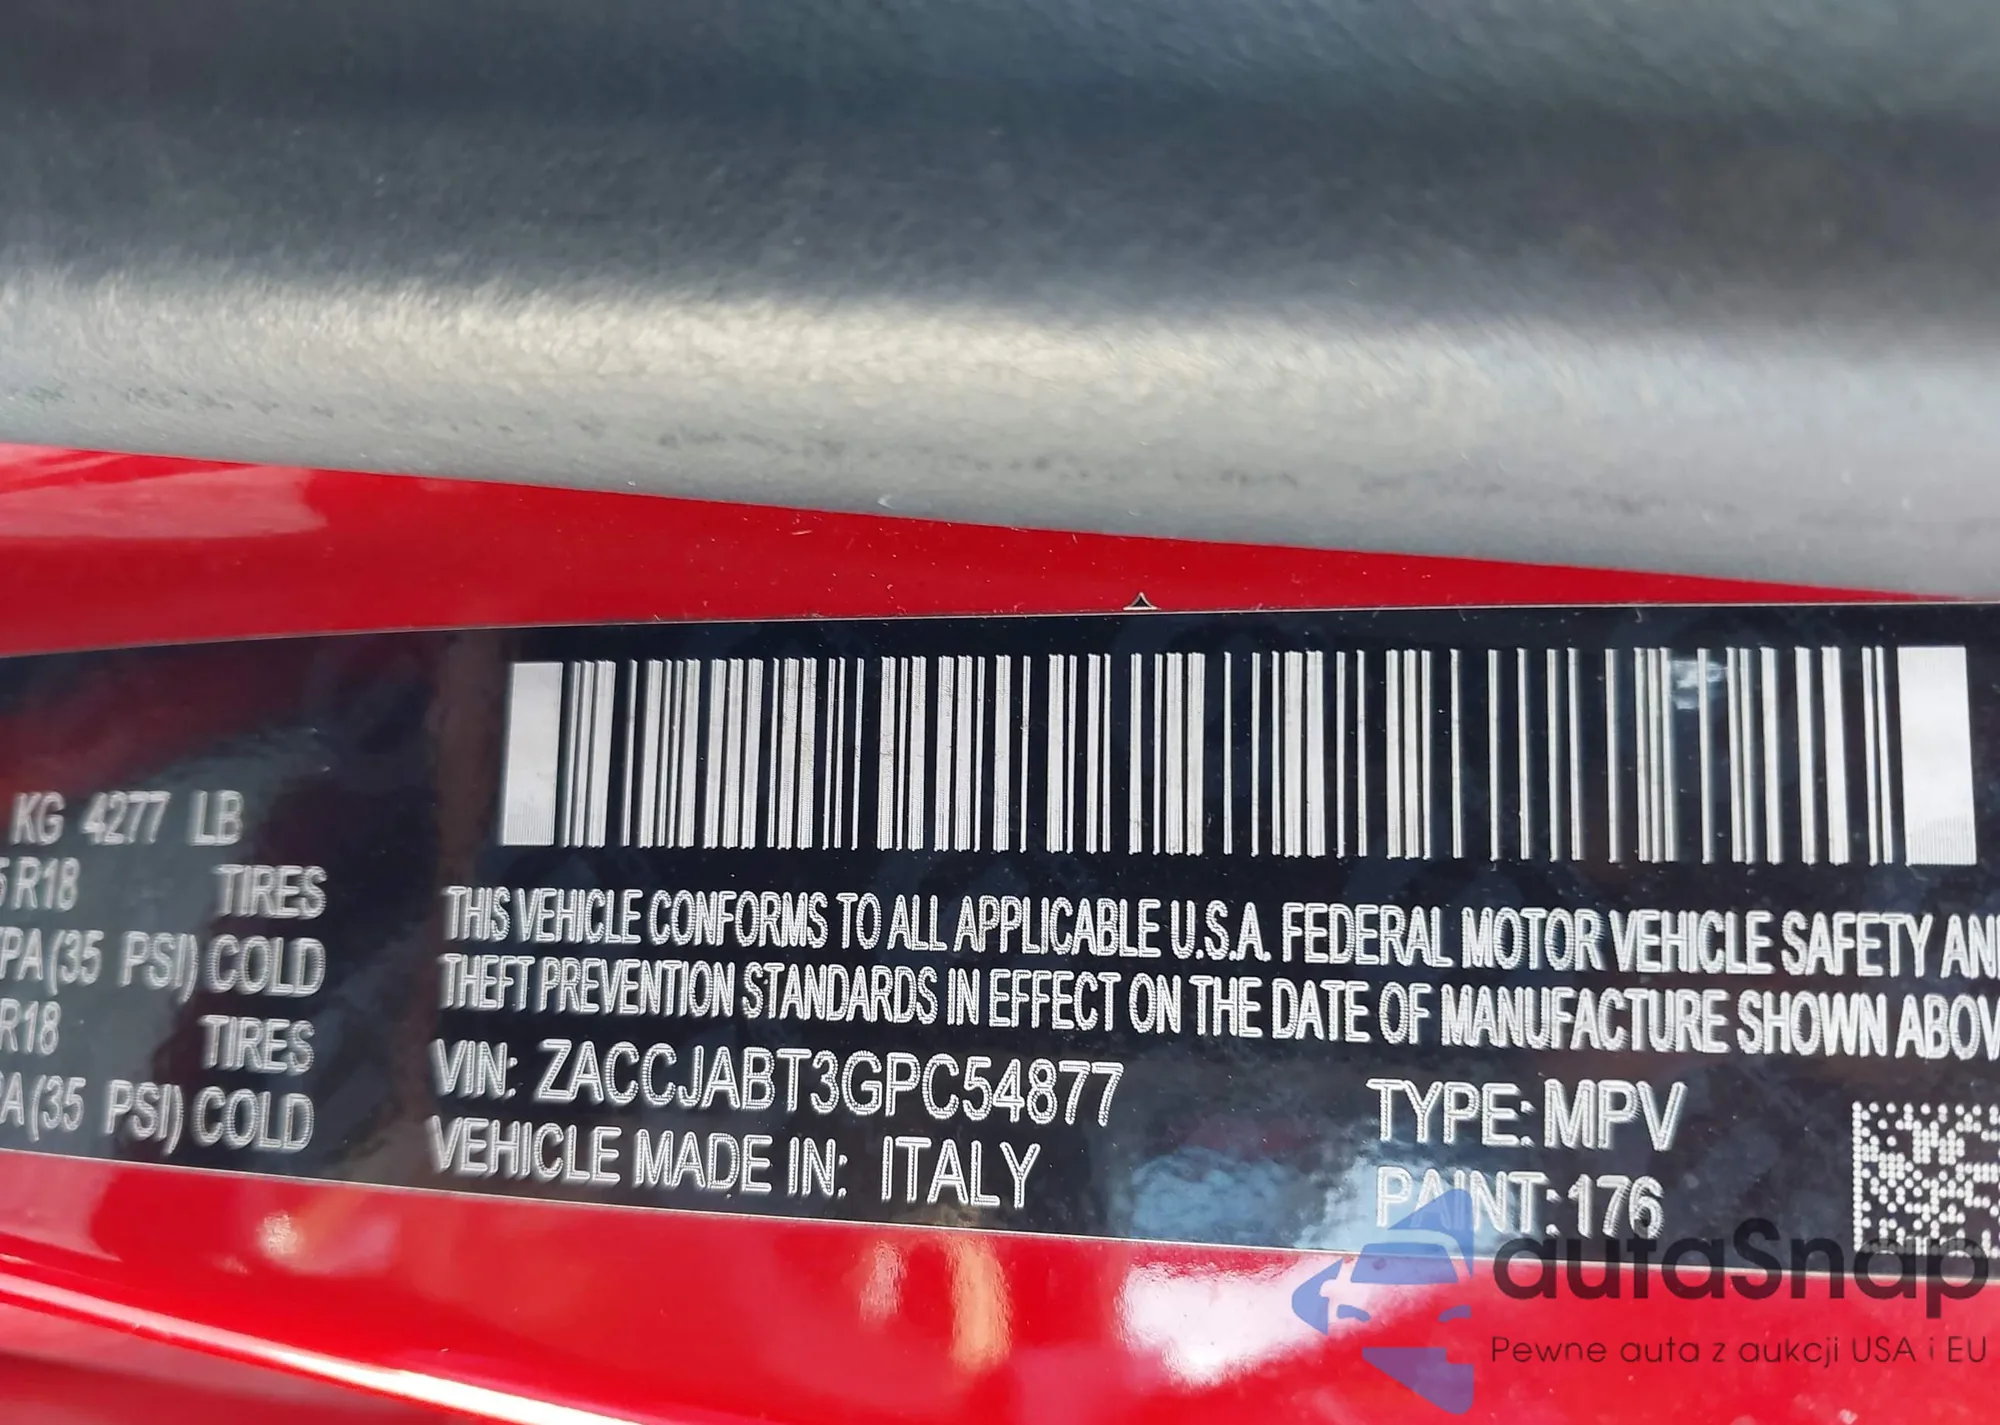 KG 4277 LB
5 R18 TIRES
PA (35 PSI) COLD
R18 TIRES
PA (35 PSI) COLD
THIS VEHICLE CONFORMS TO ALL APPLICABLE U.S.A. FEDERAL MOTOR VEHICLE SAFETY AN
THEFT PREVENTION STANDARDS IN EFFECT ON THE DATE OF MANUFACTURE SHOWN ABOV
VIN: ZACCJABT3GPC54877
VEHICLE MADE IN: ITALY
TYPE: MPV
PAINT: 176
autaSnap
Pewne auta z aukcji USA i EU